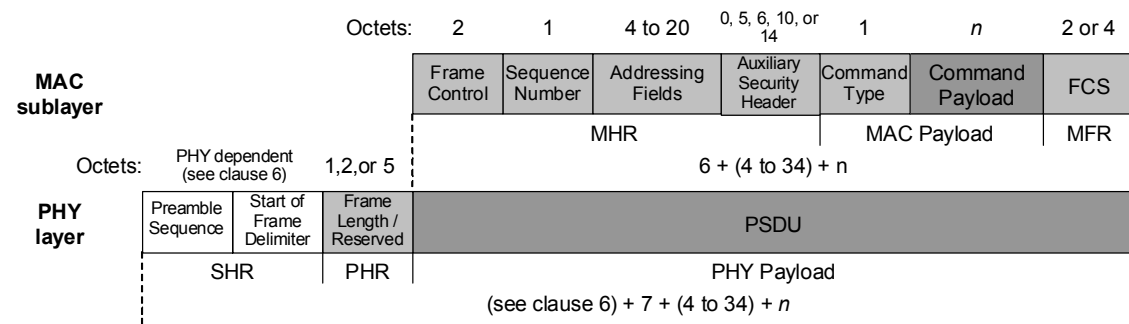 Octets: 2 1 4 to 20 0, 5, 6, 10, or 14 1 n 2 or 4
MAC sublayer
Frame Control
Sequence Number
Addressing Fields
Auxiliary Security Header
Command Type
Command Payload
FCS
MHR MAC Payload MFR
Octets: PHY dependent (see clause 6) 1,2,or 5 6 + (4 to 34) + n
PHY layer
Preamble Sequence
Start of Frame Delimiter
Frame Length / Reserved
PSDU
SHR PHR PHY Payload
(see clause 6) + 7 + (4 to 34) + n